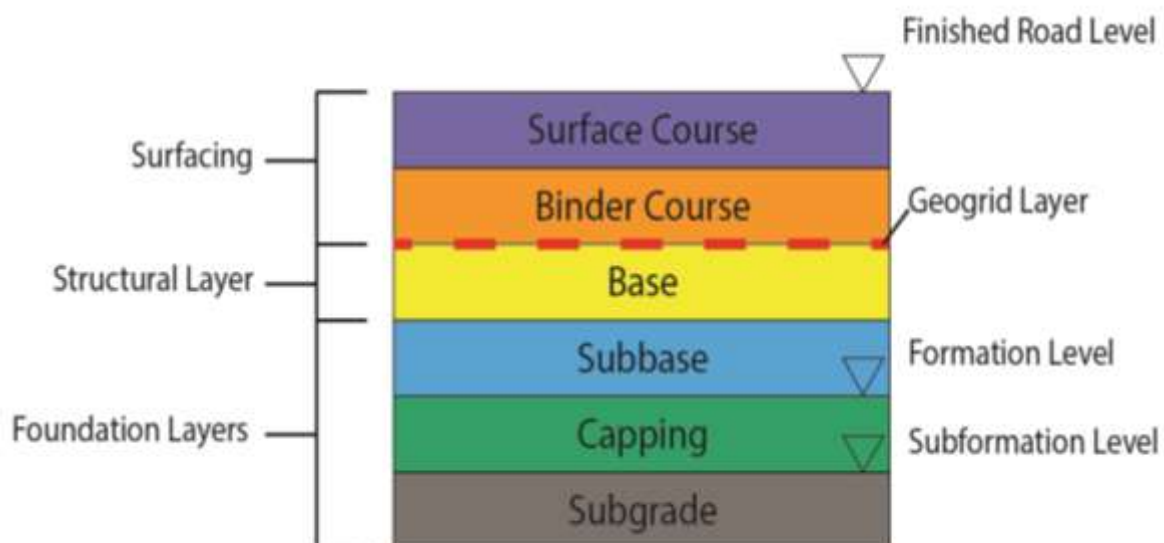 Finished Road Level
Surface Course
Surfacing
Binder Course
Geogrid Layer
Structural Layer
Base
Subbase
Formation Level
Foundation Layers
Capping
Subformation Level
Subgrade